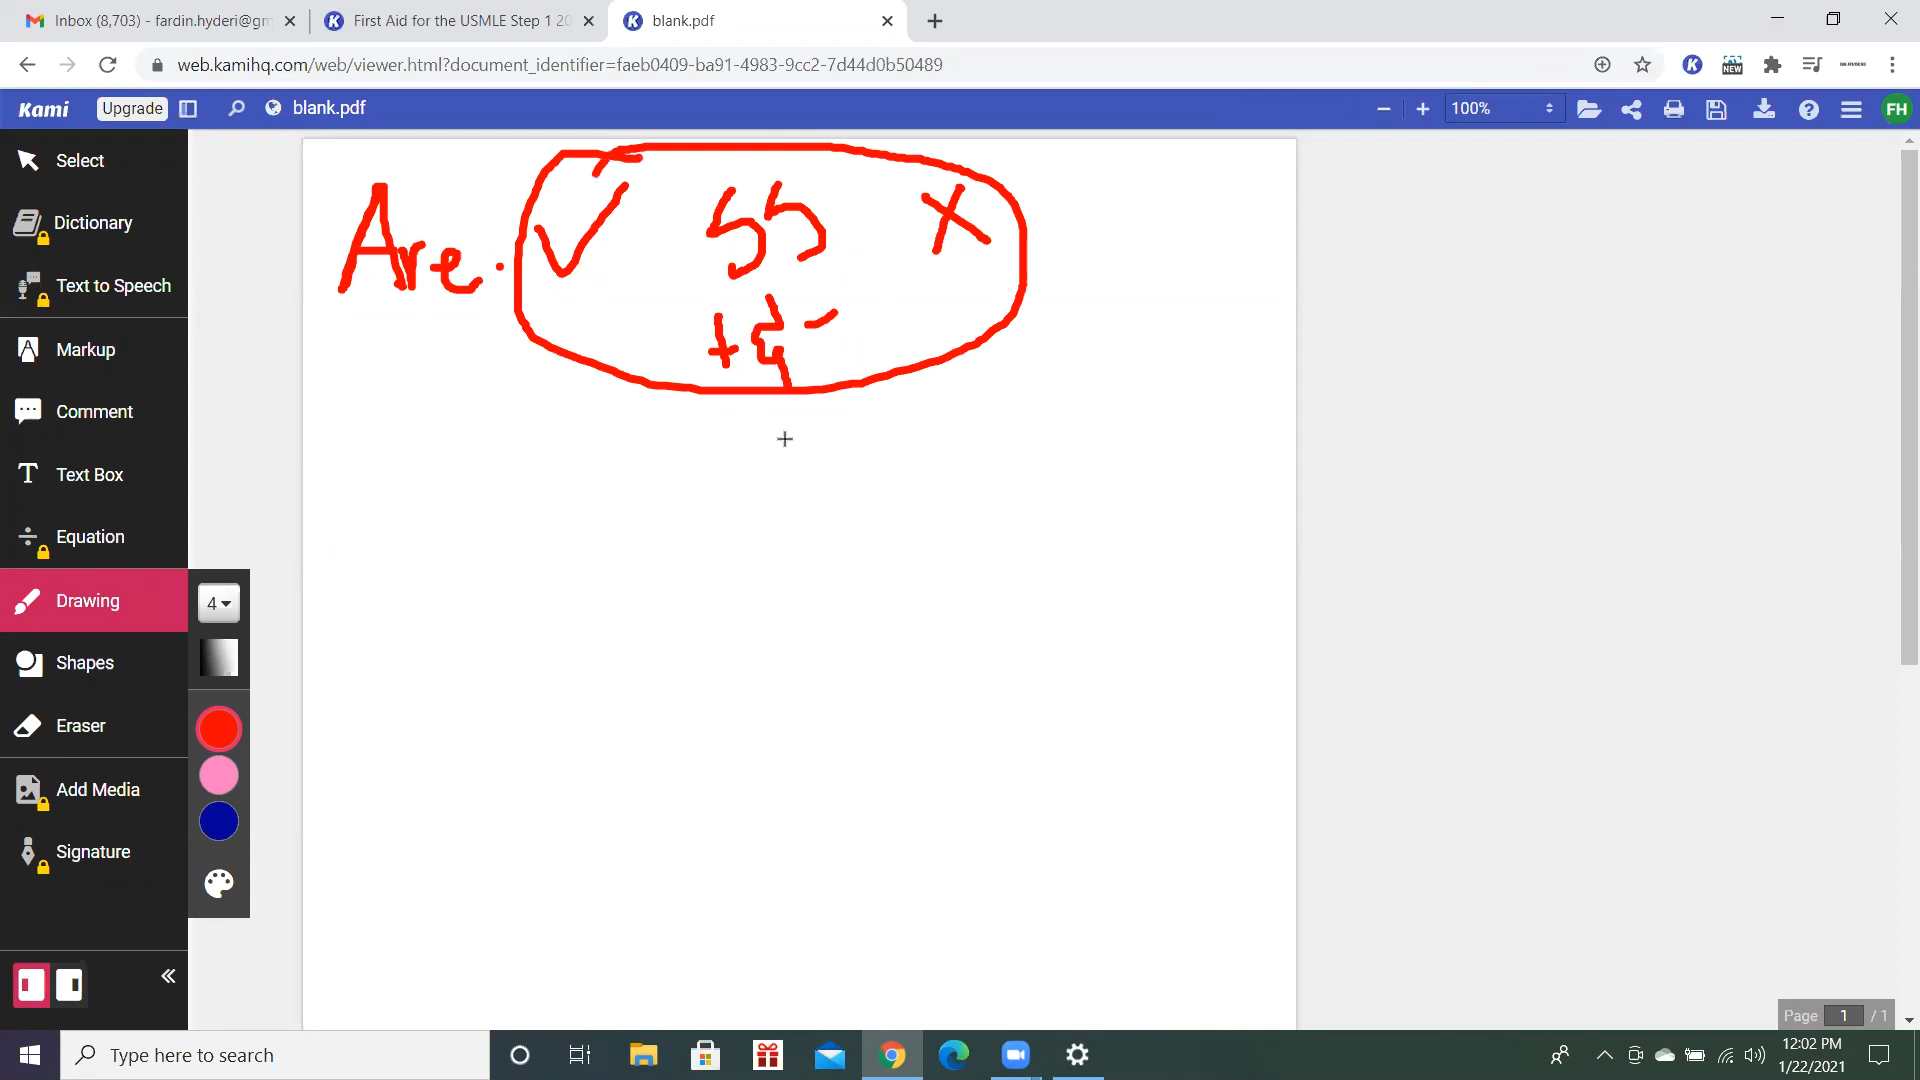 Inbox (8,703) - fardin.hyderi@gm
First Aid for the USMLE Step 1 20
blank.pdf
web.kamihq.com/web/viewer.html?document_identifier=faeb0409-ba91-4983-9cc2-7d44d0b50489
NEW
Kami
Upgrade
blank.pdf
100%
FH
Select
Dictionary
Text to Speech
Markup
Comment
Text Box
Equation
Drawing
4
Shapes
Eraser
Add Media
Signature
Are. ✓ 55 X
Page 1 / 1
Type here to search
12:02 PM
1/22/2021